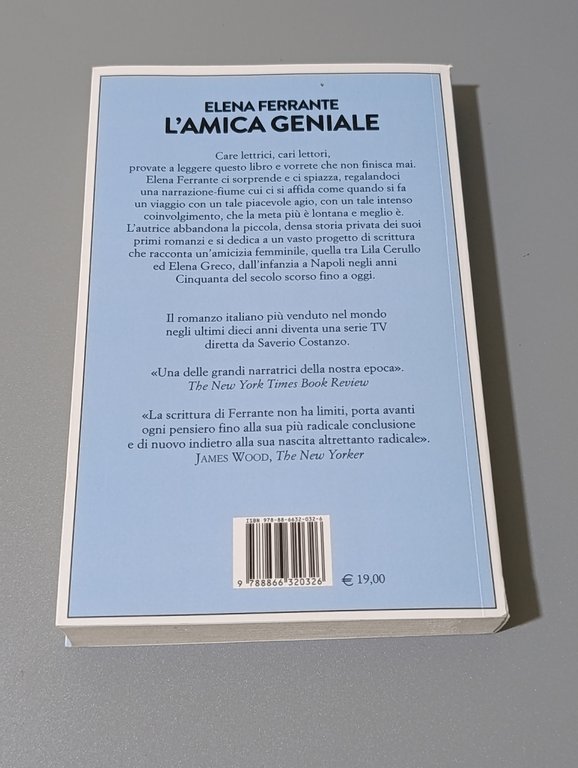 ELENA FERRANTE
L'AMICA GENIALE
Care lettrici, cari lettori,
provate a leggere questo libro e vorrete che non finisca mai.
Elena Ferrante ci sorprende e ci spiazza, regalandoci
una narrazione-fiume cui ci si affida come quando si fa
un viaggio con un tale piacevole agio, con un tale intenso
coinvolgimento, che la meta più è lontana e meglio è.
L'autrice abbandona la piccola, densa storia privata dei suoi
primi romanzi e si dedica a un vasto progetto di scrittura
che racconta un'amicizia femminile, quella tra Lila Cerullo
ed Elena Greco, dall'infanzia a Napoli negli anni
Cinquanta del secolo scorso fino a oggi.
Il romanzo italiano più venduto nel mondo
negli ultimi dieci anni diventa una serie TV
diretta da Saverio Costanzo.
«Una delle grandi narratrici della nostra epoca».
The New York Times Book Review
«La scrittura di Ferrante non ha limiti, porta avanti
ogni pensiero fino alla sua più radicale conclusione
e di nuovo indietro alla sua nascita altrettanto radicale».
JAMES WOOD, The New Yorker
ISBN 978-88-6632-032-6
9 788866 320326
€ 19,00